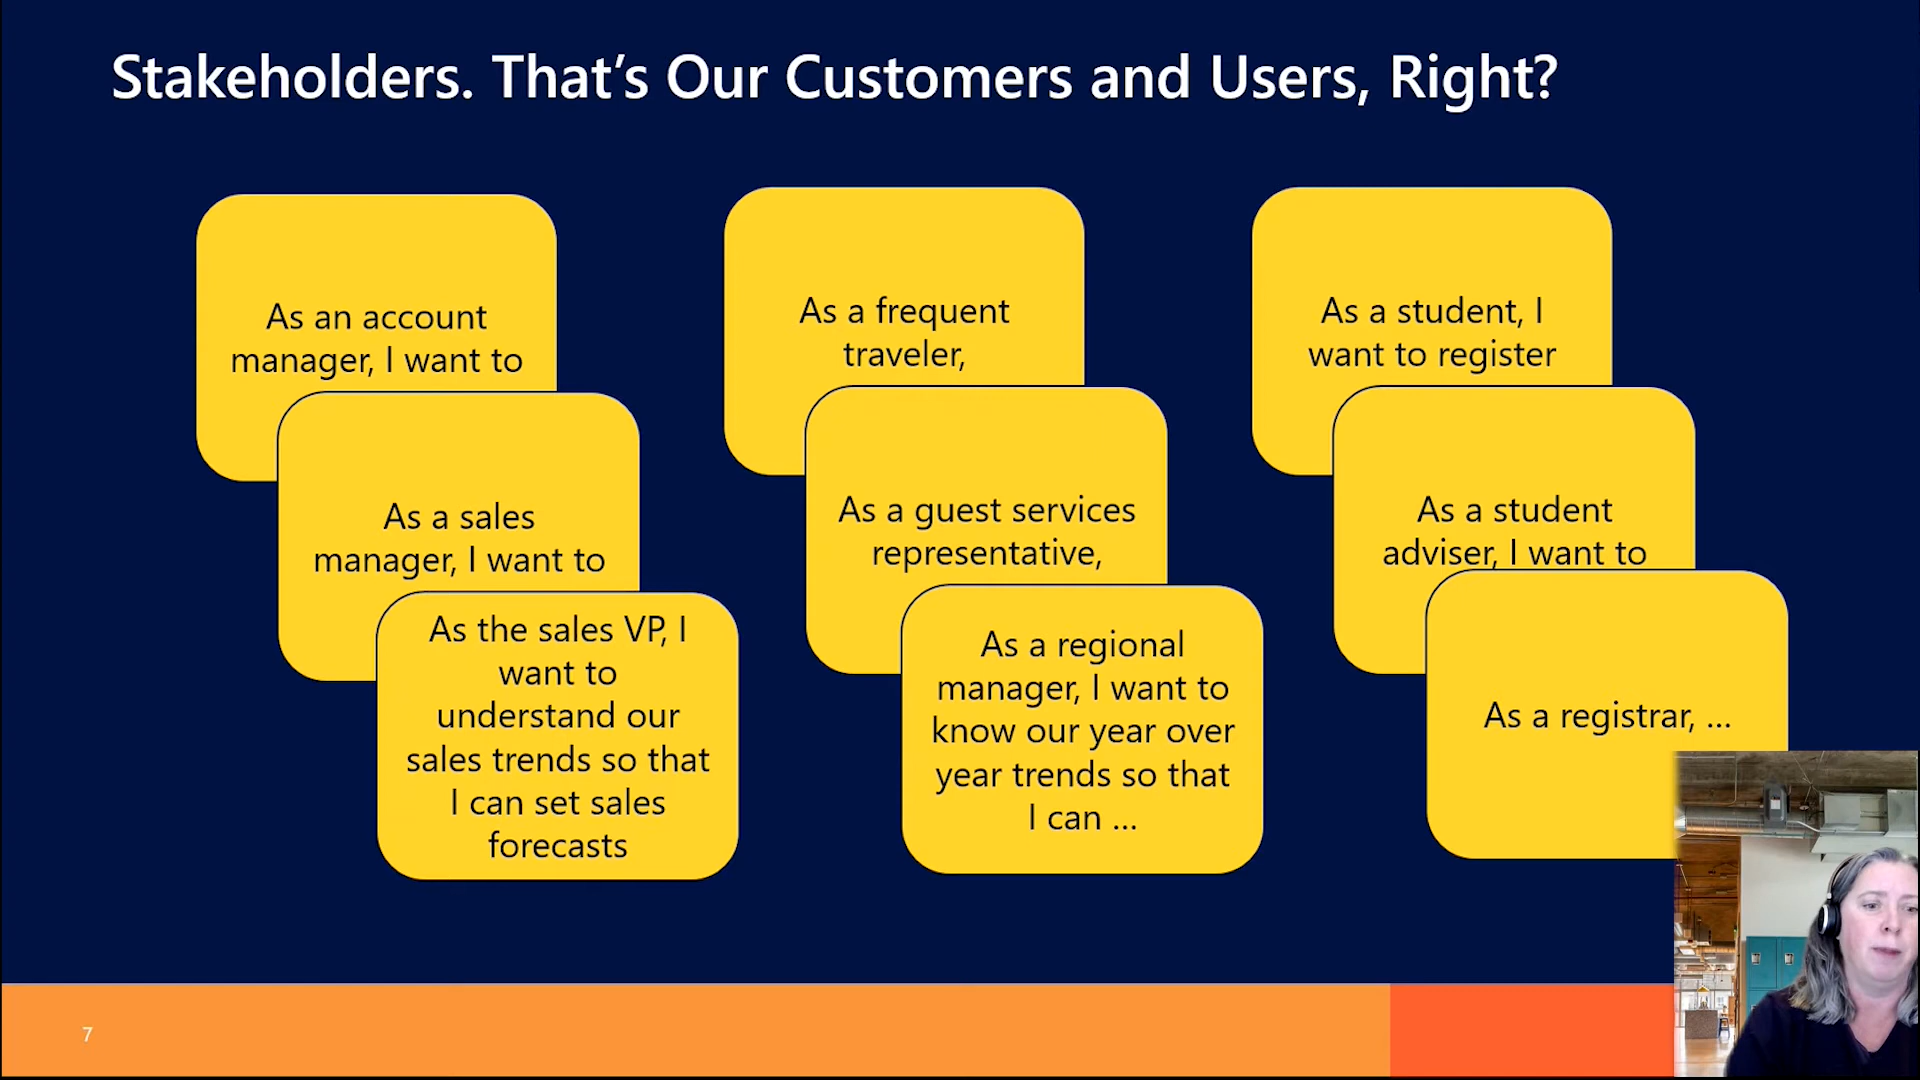 Stakeholders. That's Our Customers and Users, Right?
As an account
manager, I want to
As a sales
manager, I want to
As the sales VP, I
want to
understand our
sales trends so that
I can set sales
forecasts
As a frequent
traveler,
As a guest services
representative,
As a regional
manager, I want to
know our year over
year trends so that
I can ...
As a student, I
want to register
As a student
adviser, I want to
As a registrar, ...
7